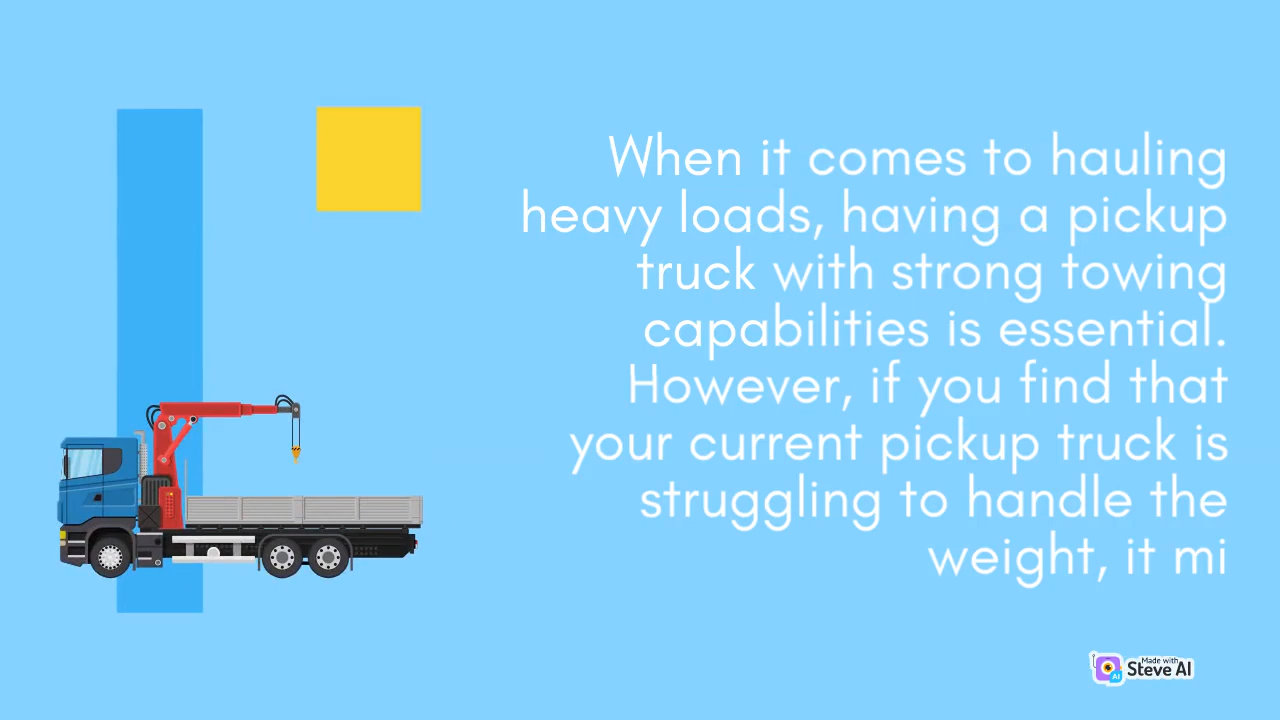 When it comes to hauling
heavy loads, having a pickup
truck with strong towing
capabilities is essential.
However, if you find that
your current pickup truck is
struggling to handle the
weight, it mi
Made with
Steve AI
AI